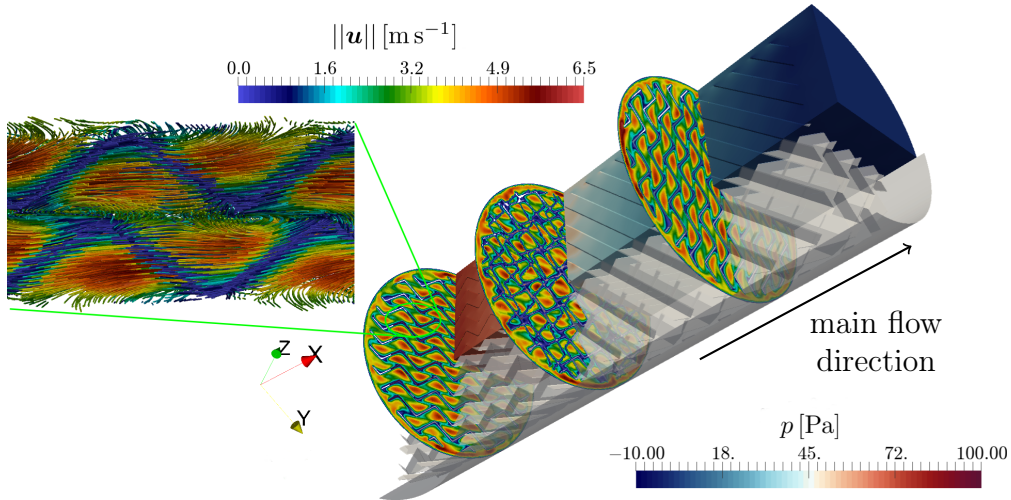 ||u|| [m s⁻¹]
0.0 1.6 3.2 4.9 6.5
Z X
Y
main flow
direction
p [Pa]
−10.00 18. 45. 72. 100.00